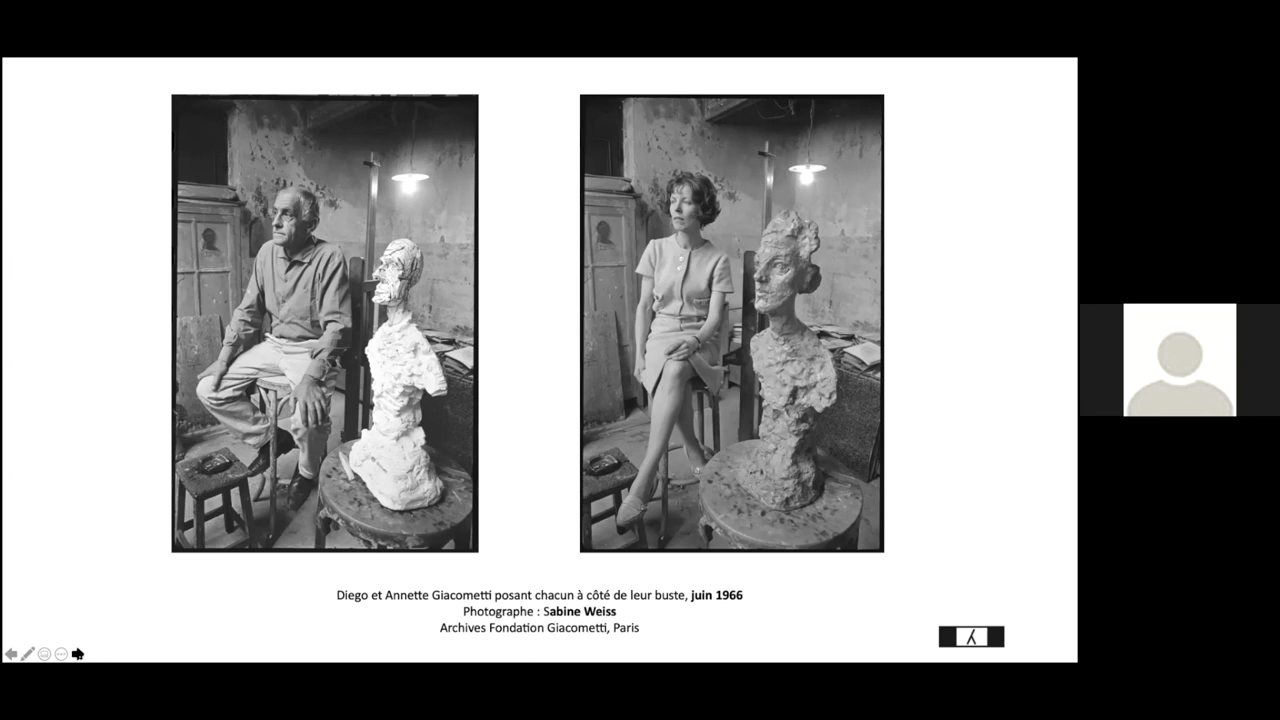 Diego et Annette Giacometti posant chacun à côté de leur buste, juin 1966
Photographe : Sabine Weiss
Archives Fondation Giacometti, Paris